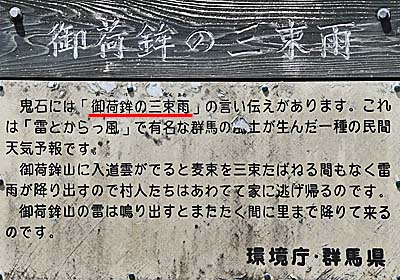 御荷鉾の三束雨
鬼石には「御荷鉾の三束雨」の言い伝えがあります。これ
は「雷とからっ風」で有名な群馬の風土が生んだ一種の民間
天気予報です。
御荷鉾山に入道雲がでると麦束を三束たばねる間もなく雷
雨が降り出すので村人たちはあわてて家に逃げ帰るのです。
御荷鉾山の雷は鳴り出すとまたたく間に里まで降りて来る
のです。
環境庁・群馬県